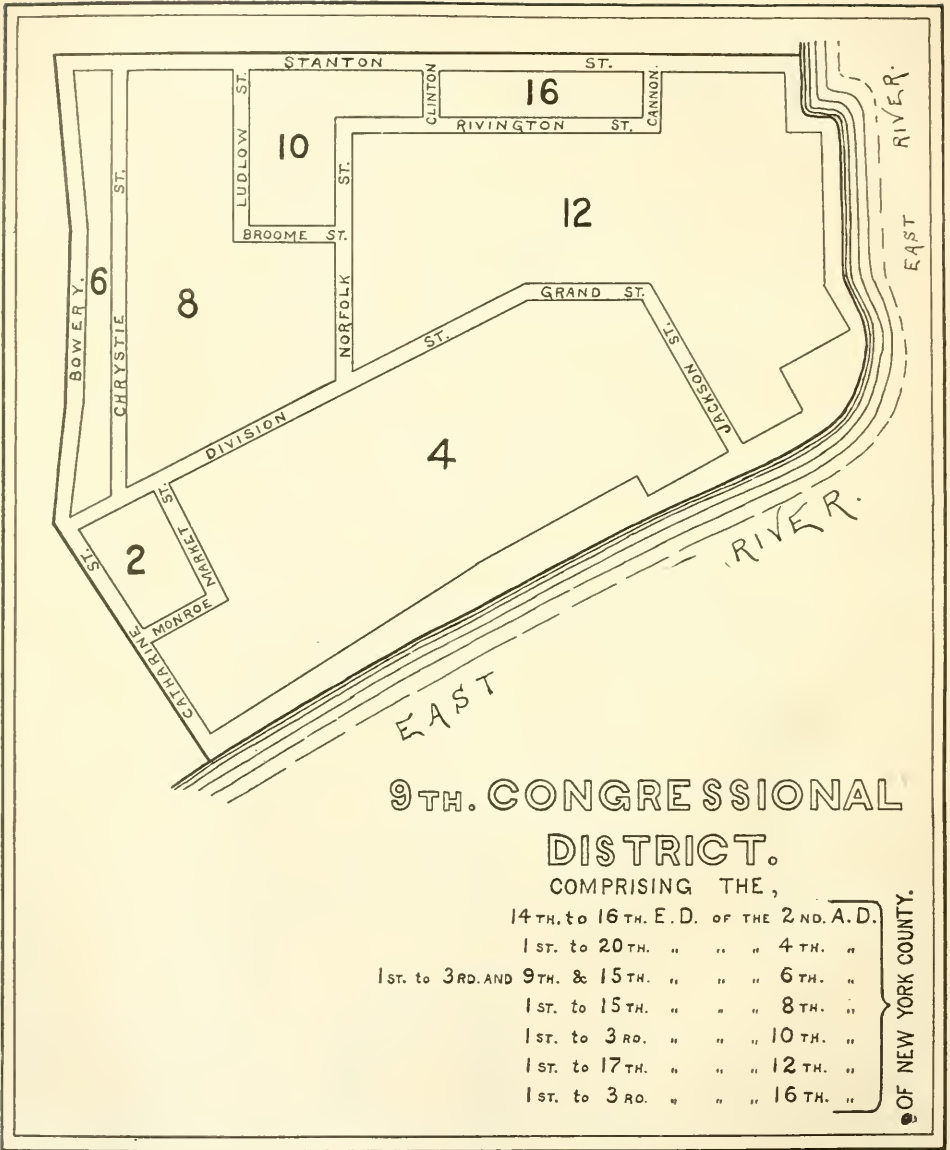 STANTON ST.
CLINTON
16
CANNON.
RIVINGTON ST.
LUDLOW ST.
10
BROOME ST.
NORFOLK ST.
12
BOWERY.
6
CHRYSTIE ST.
8
GRAND ST.
JACKSON ST.
DIVISION ST.
4
MARKET ST.
2
MONROE
CATHARINE ST.
EAST RIVER.
EAST RIVER.
9TH. CONGRESSIONAL
DISTRICT.
COMPRISING THE,
14TH. to 16TH. E.D. OF THE 2ND. A.D.
1ST. to 20TH. " " " 4TH. "
1ST. to 3RD. AND 9TH. & 15TH. " " " 6TH. "
1ST. to 15TH. " " " 8TH. "
1ST. to 3RD. " " " 10TH. "
1ST. to 17TH. " " " 12TH. "
1ST. to 3RD. " " " 16TH. "
OF NEW YORK COUNTY.